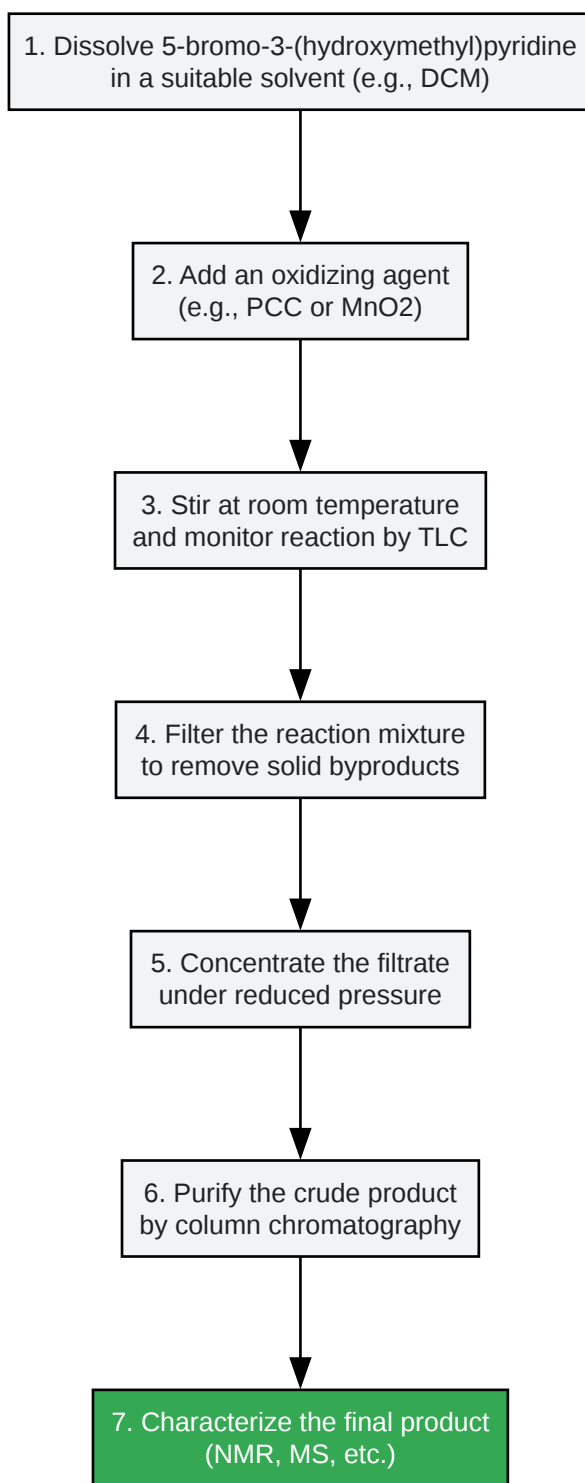 1. Dissolve 5-bromo-3-(hydroxymethyl)pyridine
in a suitable solvent (e.g., DCM)
2. Add an oxidizing agent
(e.g., PCC or MnO2)
3. Stir at room temperature
and monitor reaction by TLC
4. Filter the reaction mixture
to remove solid byproducts
5. Concentrate the filtrate
under reduced pressure
6. Purify the crude product
by column chromatography
7. Characterize the final product
(NMR, MS, etc.)